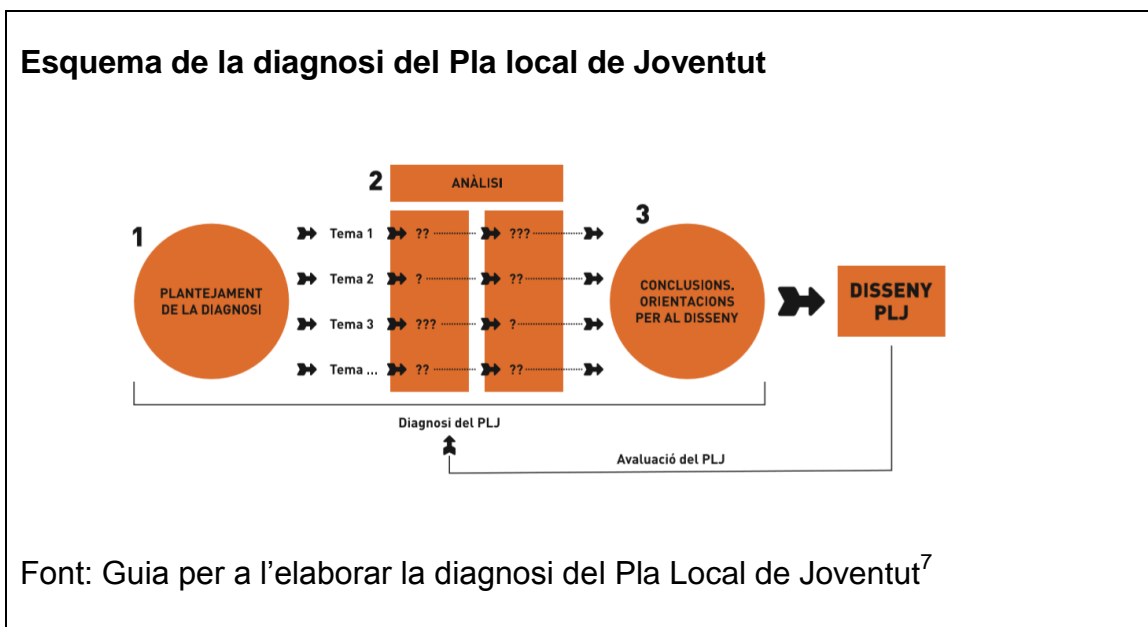 Esquema de la diagnosi del Pla local de Joventut
2
ANÀLISI
1
PLANTEJAMENT
DE LA DIAGNOSI
Tema 1 ?? ???
Tema 2 ? ??
Tema 3 ??? ?
Tema ... ?? ??
3
CONCLUSIONS.
ORIENTACIONS
PER AL DISSENY
DISSENY
PLJ
Diagnosi del PLJ
Avaluació del PLJ
Font: Guia per a l’elaborar la diagnosi del Pla Local de Joventut7